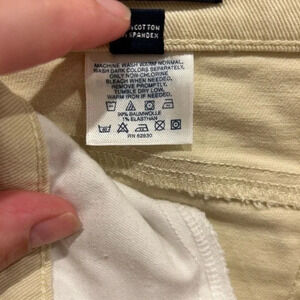 COTTON
SPANDEX
MACHINE WASH WARM NORMAL,
WASH DARK COLORS SEPARATELY,
ONLY NON-CHLORINE
BLEACH WHEN NEEDED,
REMOVE PROMPTLY,
TUMBLE DRY LOW,
WARM IRON IF NEEDED.
99% BAUMWOLLE
1% ELASTHAN
RN 62830